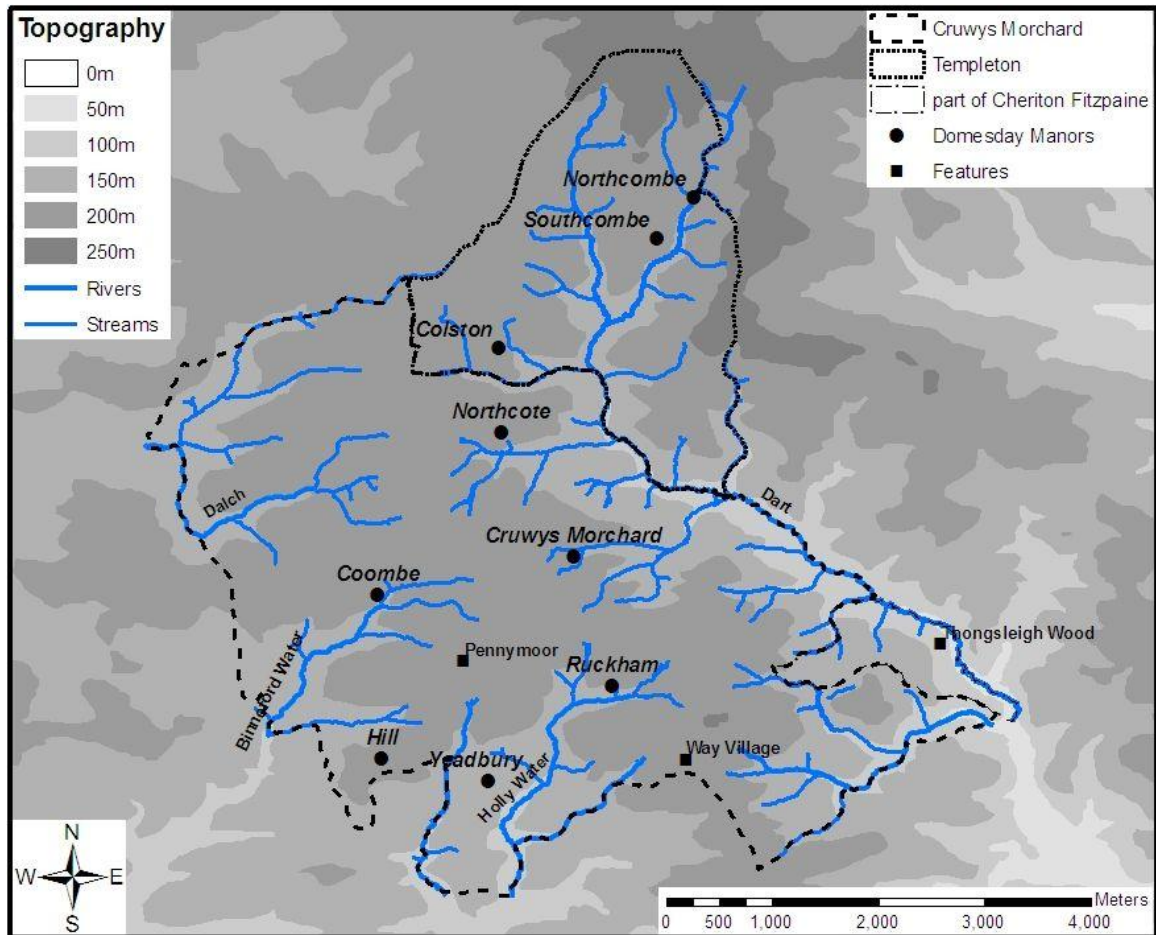 Topography
0m
50m
100m
150m
200m
250m
Rivers
Streams
Cruwys Morchard
Templeton
part of Cheriton Fitzpaine
Domesday Manors
Features
Northcombe
Southcombe
Colston
Northcote
Dalch
Dart
Cruwys Morchard
Coombe
Thongsleigh Wood
Pennymoor
Ruckham
Binneford Water
Hill
Yeadbury
Holly Water
Way Village
N
W E
S
Meters
0 500 1,000 2,000 3,000 4,000